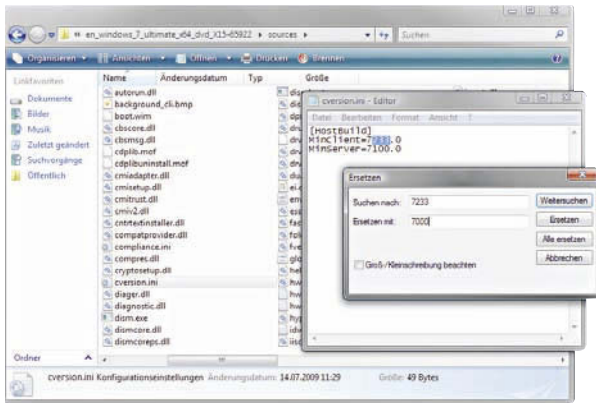 en_windows_7_ultimate_x64_dvd_X15-65922 ▸ sources ▸
Suchen
Organisieren
Ansichten
Öffnen
Drucken
Brennen
Linkfavoriten
Dokumente
Bilder
Musik
Zuletzt geändert
Suchvorgänge
Öffentlich
Ordner
Name Änderungsdatum Typ Größe
autorun.dll
background_cli.bmp
boot.wim
cbscore.dll
cdplib.mof
cdplibuninstall.mof
cmiadapter.dll
cmisetup.dll
cmitrust.dll
cmiv2.dll
cntrtextinstaller.dll
compatprovider.dll
compliance.ini
compres.dll
cryptosetup.dll
cversion.ini
diager.dll
diagnostic.dll
dism.exe
dismcore.dll
dismcoreps.dll
cversion.ini - Editor
Datei Bearbeiten Format Ansicht ?
[HostBuild]
MinClient=7233.0
MinServer=7100.0
Ersetzen
Suchen nach: 7233
Ersetzen mit: 7000
Groß-/Kleinschreibung beachten
Weitersuchen
Ersetzen
Alle ersetzen
Abbrechen
cversion.ini Konfigurationseinstellungen Änderungsdatum: 14.07.2009 11:29 Größe: 49 Bytes